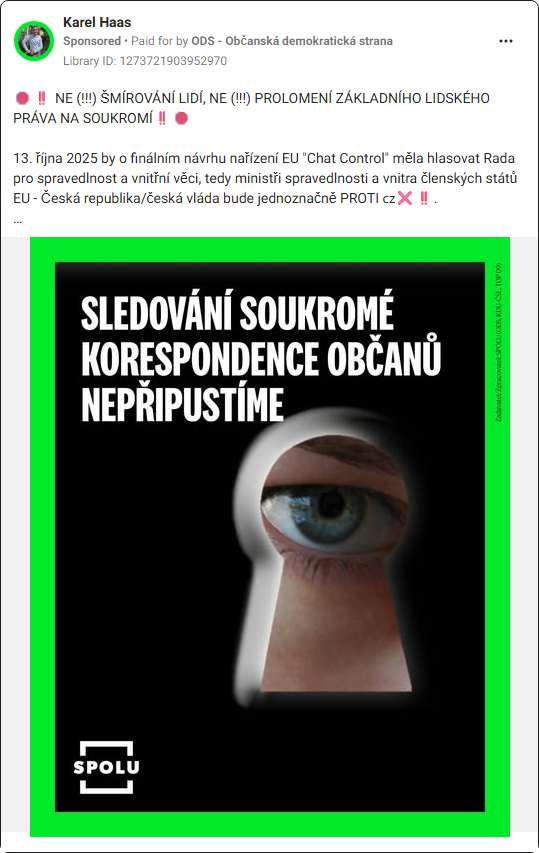 Karel Haas
Sponsored • Paid for by ODS - Občanská demokratická strana
Library ID: 1273721903952970
🛑 ‼️ NE (!!!) ŠMÍROVÁNÍ LIDÍ, NE (!!!) PROLOMENÍ ZÁKLADNÍHO LIDSKÉHO
PRÁVA NA SOUKROMÍ ‼️ 🛑
13. října 2025 by o finálním návrhu nařízení EU "Chat Control" měla hlasovat Rada
pro spravedlnost a vnitřní věci, tedy ministři spravedlnosti a vnitra členských států
EU - Česká republika/česká vláda bude jednoznačně PROTI 🇨🇿❌ ‼️ .
...
SLEDOVÁNÍ SOUKROMÉ
KORESPONDENCE OBČANŮ
NEPŘIPUSTÍME
Zadavatel/Zpracovatel: SPOLU (ODS, KDU-ČSL, TOP 09)
SPOLU